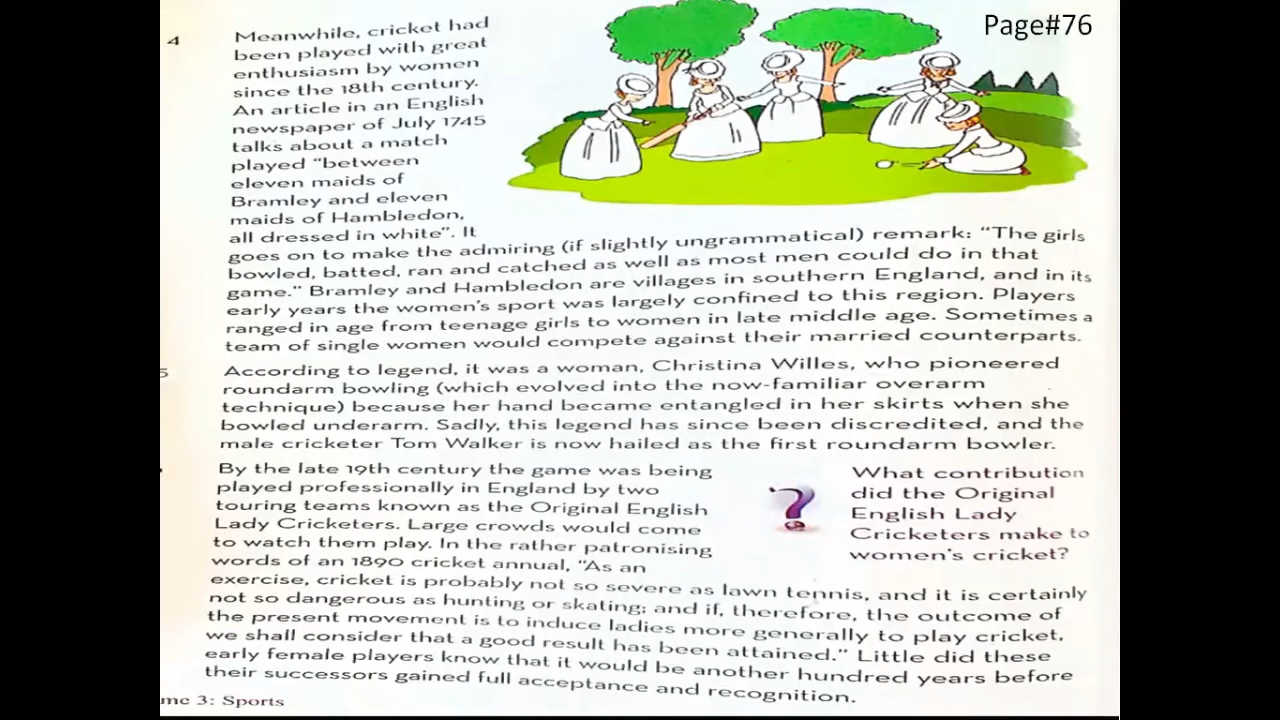 Page#76
4
Meanwhile, cricket had
been played with great
enthusiasm by women
since the 18th century.
An article in an English
newspaper of July 1745
talks about a match
played “between
eleven maids of
Bramley and eleven
maids of Hambledon,
all dressed in white”. It
goes on to make the admiring (if slightly ungrammatical) remark: “The girls
bowled, batted, ran and catched as well as most men could do in that
game.” Bramley and Hambledon are villages in southern England, and in its
early years the women’s sport was largely confined to this region. Players
ranged in age from teenage girls to women in late middle age. Sometimes a
team of single women would compete against their married counterparts.
5
According to legend, it was a woman, Christina Willes, who pioneered
roundarm bowling (which evolved into the now-familiar overarm
technique) because her hand became entangled in her skirts when she
bowled underarm. Sadly, this legend has since been discredited, and the
male cricketer Tom Walker is now hailed as the first roundarm bowler.
By the late 19th century the game was being
played professionally in England by two
touring teams known as the Original English
Lady Cricketers. Large crowds would come
to watch them play. In the rather patronising
words of an 1890 cricket annual, “As an
exercise, cricket is probably not so severe as lawn tennis, and it is certainly
not so dangerous as hunting or skating; and if, therefore, the outcome of
the present movement is to induce ladies more generally to play cricket,
we shall consider that a good result has been attained.” Little did these
early female players know that it would be another hundred years before
their successors gained full acceptance and recognition.
?
What contribution
did the Original
English Lady
Cricketers make to
women’s cricket?
me 3: Sports